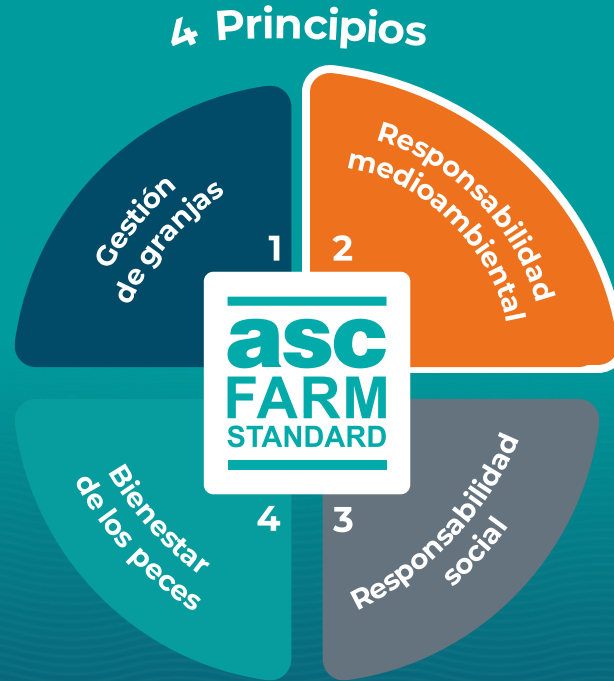 4 Principios
Gestión
de granjas
1
Responsabilidad
medioambiental
2
asc
FARM
STANDARD
Bienestar
de los peces
4
Responsabilidad
social
3